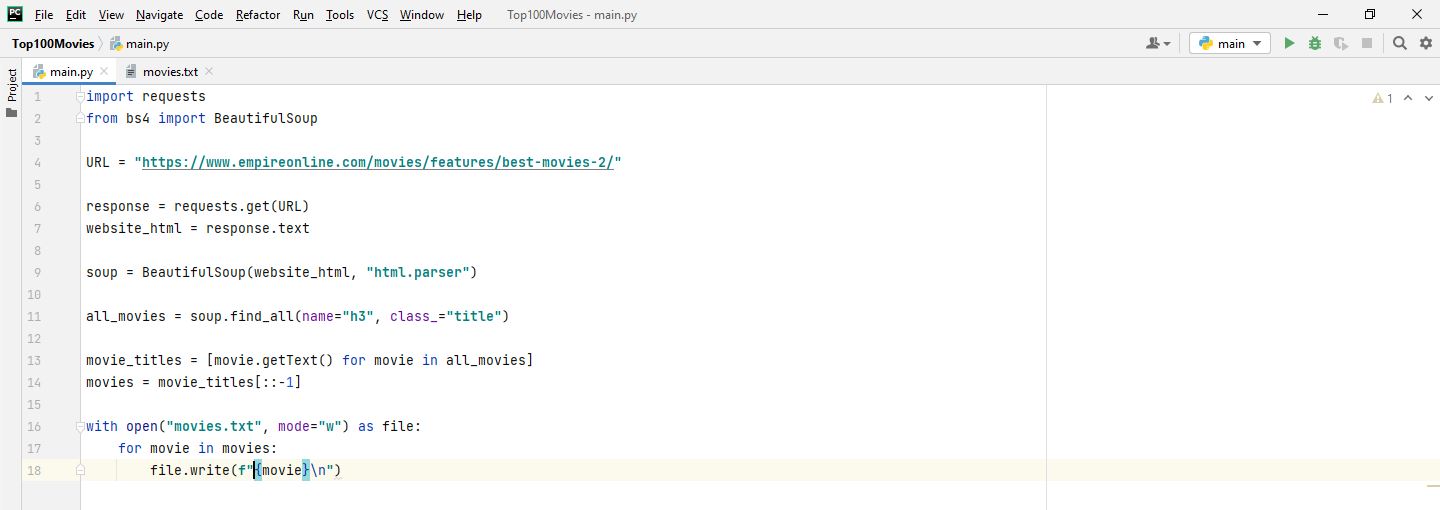 PC File Edit View Navigate Code Refactor Run Tools VCS Window Help Top100Movies - main.py
Top100Movies main.py main
Project main.py movies.txt
1 import requests 1
2 from bs4 import BeautifulSoup
3
4 URL = "https://www.empireonline.com/movies/features/best-movies-2/"
5
6 response = requests.get(URL)
7 website_html = response.text
8
9 soup = BeautifulSoup(website_html, "html.parser")
10
11 all_movies = soup.find_all(name="h3", class_="title")
12
13 movie_titles = [movie.getText() for movie in all_movies]
14 movies = movie_titles[::-1]
15
16 with open("movies.txt", mode="w") as file:
17     for movie in movies:
18         file.write(f"{movie}\n")